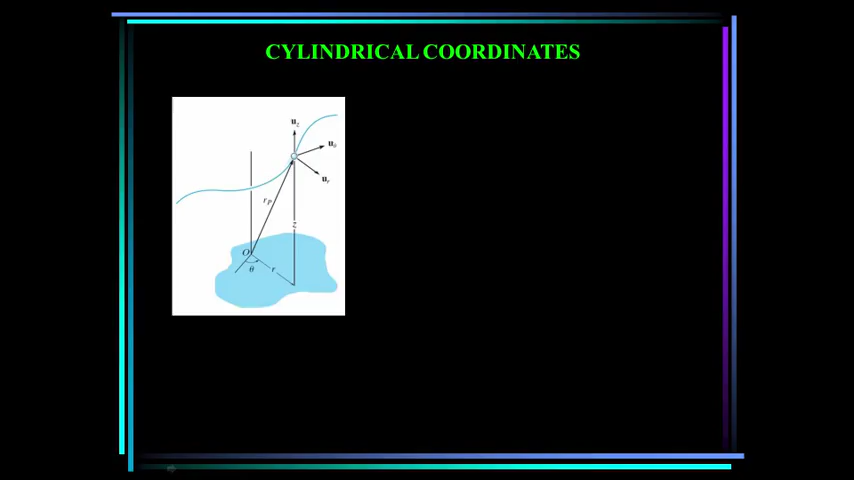 CYLINDRICAL COORDINATES
u_z
u_θ
u_r
r_P
z
O
θ
r